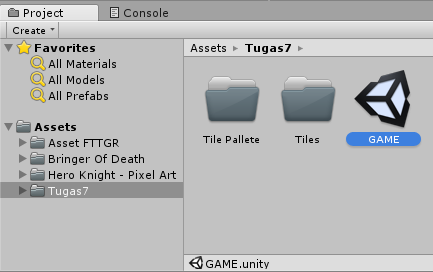 Project
Console
Create
Favorites
All Materials
All Models
All Prefabs
Assets
Asset FTTGR
Bringer Of Death
Hero Knight - Pixel Art
Tugas7
Assets ▸ Tugas7
Tile Pallete
Tiles
GAME
GAME.unity